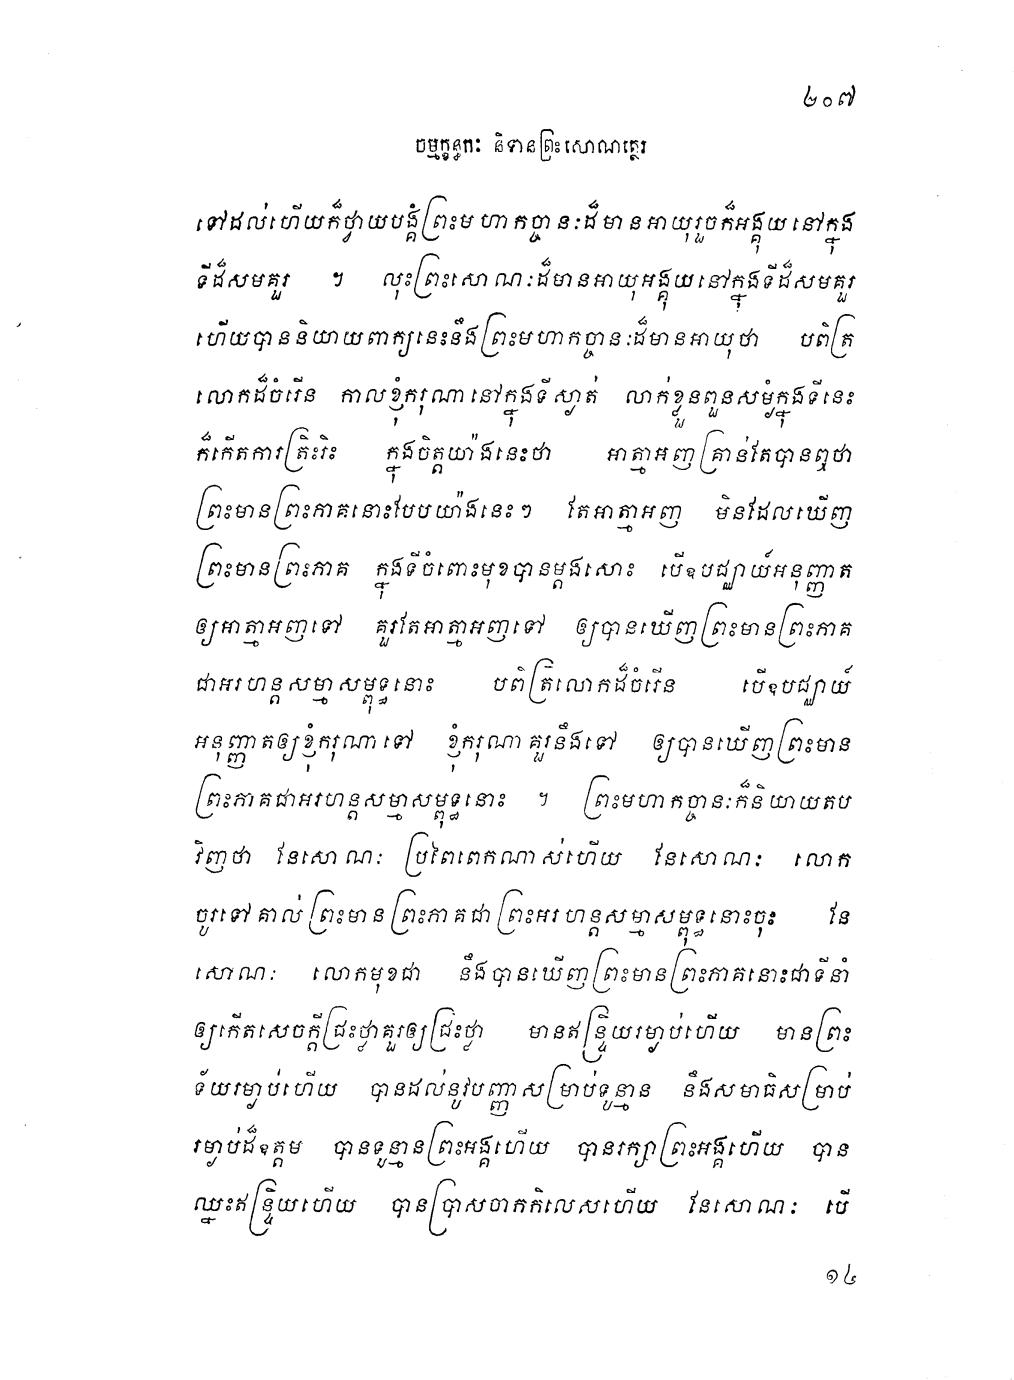 ២០៧
ចម្មក្ខន្ធកៈ និទានព្រះសោណត្ថេរ
ទៅដល់ហើយក៏ថ្វាយបង្គំព្រះមហាកច្ចានៈដ៏មានអាយុរួចក៏អង្គុយនៅក្នុង
ទីដ៏សមគួរ ។ លុះព្រះសោណៈដ៏មានអាយុអង្គុយនៅក្នុងទីដ៏សមគួរ
ហើយបាននិយាយពាក្យនេះនឹងព្រះមហាកច្ចានៈដ៏មានអាយុថា បពិត្រ
លោកដ៏ចំរើន កាលខ្ញុំករុណានៅក្នុងទីស្ងាត់ លាក់ខ្លួនពួនសម្ងំក្នុងទីនេះ
ក៏កើតការត្រិះរិះ ក្នុងចិត្តយ៉ាងនេះថា អាត្មាអញគ្រាន់តែបានឮថា
ព្រះមានព្រះភាគនោះបែបយ៉ាងនេះៗ តែអាត្មាអញ មិនដែលឃើញ
ព្រះមានព្រះភាគ ក្នុងទីចំពោះមុខបានម្តងសោះ បើឧបជ្ឈាយ៍អនុញ្ញាត
ឲ្យអាត្មាអញទៅ គួរតែអាត្មាអញទៅ ឲ្យបានឃើញព្រះមានព្រះភាគ
ជាអរហន្តសម្មាសម្ពុទ្ធនោះ បពិត្រលោកដ៏ចំរើន បើឧបជ្ឈាយ៍
អនុញ្ញាតឲ្យខ្ញុំករុណាទៅ ខ្ញុំករុណាគួរនឹងទៅ ឲ្យបានឃើញព្រះមាន
ព្រះភាគជាអរហន្តសម្មាសម្ពុទ្ធនោះ ។ ព្រះមហាកច្ចានៈក៏និយាយតប
វិញថា នែសោណៈ ប្រពៃពេកណាស់ហើយ នែសោណៈ លោក
ចូរទៅគាល់ព្រះមានព្រះភាគជាព្រះអរហន្តសម្មាសម្ពុទ្ធនោះចុះ នែ
សោណៈ លោកមុខជា នឹងបានឃើញព្រះមានព្រះភាគនោះជាទីនាំ
ឲ្យកើតសេចក្តីជ្រះថ្លាគួរឲ្យជ្រះថ្លា មានឥន្ទ្រិយរម្ងាប់ហើយ មានព្រះ
ទ័យរម្ងាប់ហើយ បានដល់នូវបញ្ញាសម្រាប់ទូន្មាន នឹងសមាធិសម្រាប់
រម្ងាប់ដ៏ឧត្តម បានទូន្មានព្រះអង្គហើយ បានរក្សាព្រះអង្គហើយ បាន
ឈ្នះឥន្ទ្រិយហើយ បានប្រាសចាកកិលេសហើយ នែសោណៈ បើ
១៤